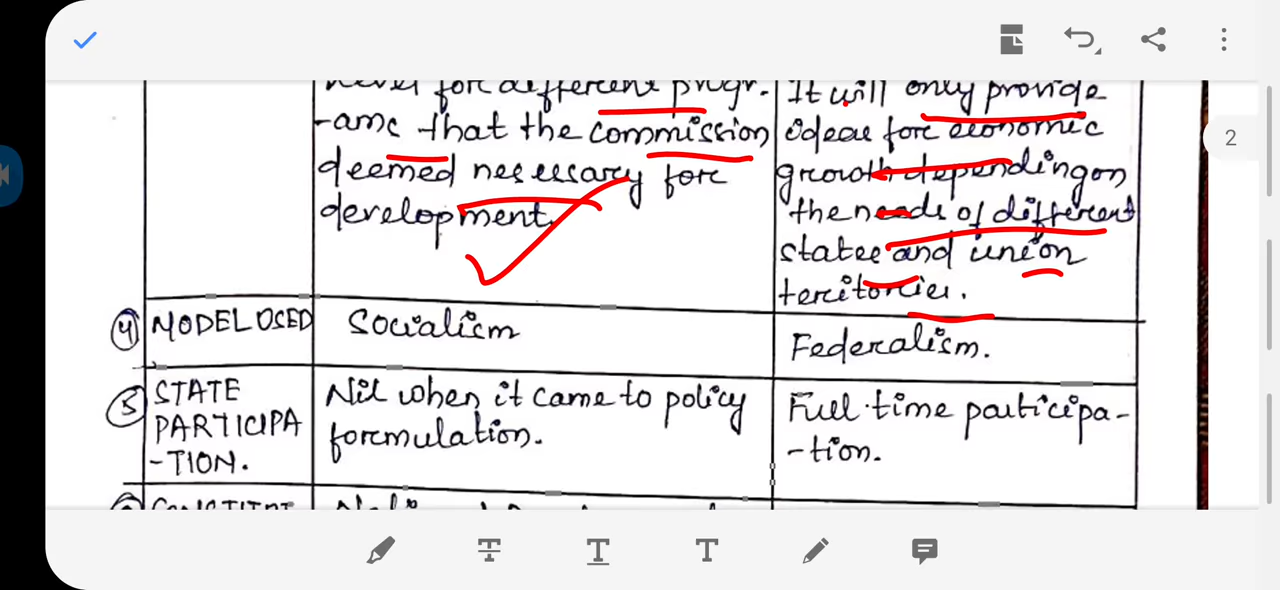 2
level for different progr-
-amc that the commission
deemed necessary for
development.
It will only provide
ideas for economic
growth depending on
the needs of different
states and union
territories.
4 MODEL USED
Socialism
Federalism.
5 STATE
PARTICIPA
-TION.
Nil when it came to policy
formulation.
Full-time participa-
-tion.